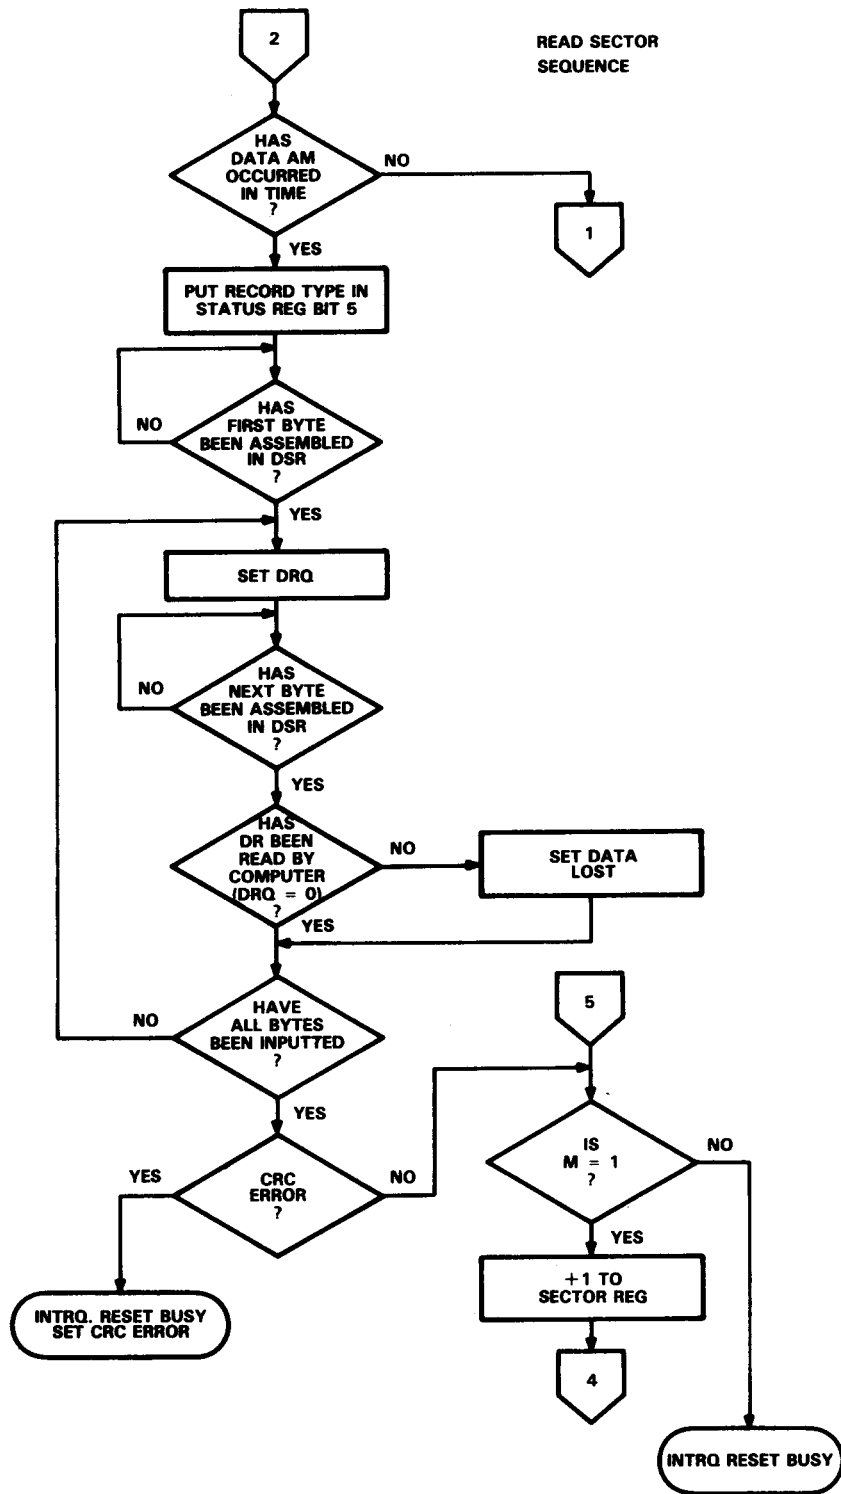 2
READ SECTOR
SEQUENCE
HAS
DATA AM
OCCURRED
IN TIME
?
NO
1
YES
PUT RECORD TYPE IN
STATUS REG BIT 5
NO
HAS
FIRST BYTE
BEEN ASSEMBLED
IN DSR
?
YES
SET DRQ
NO
HAS
NEXT BYTE
BEEN ASSEMBLED
IN DSR
?
YES
HAS
DR BEEN
READ BY
COMPUTER
(DRQ = 0)
?
NO
SET DATA
LOST
YES
NO
HAVE
ALL BYTES
BEEN INPUTTED
?
YES
5
YES
CRC
ERROR
?
NO
IS
M = 1
?
NO
YES
+1 TO
SECTOR REG
INTRQ. RESET BUSY
SET CRC ERROR
4
INTRQ RESET BUSY